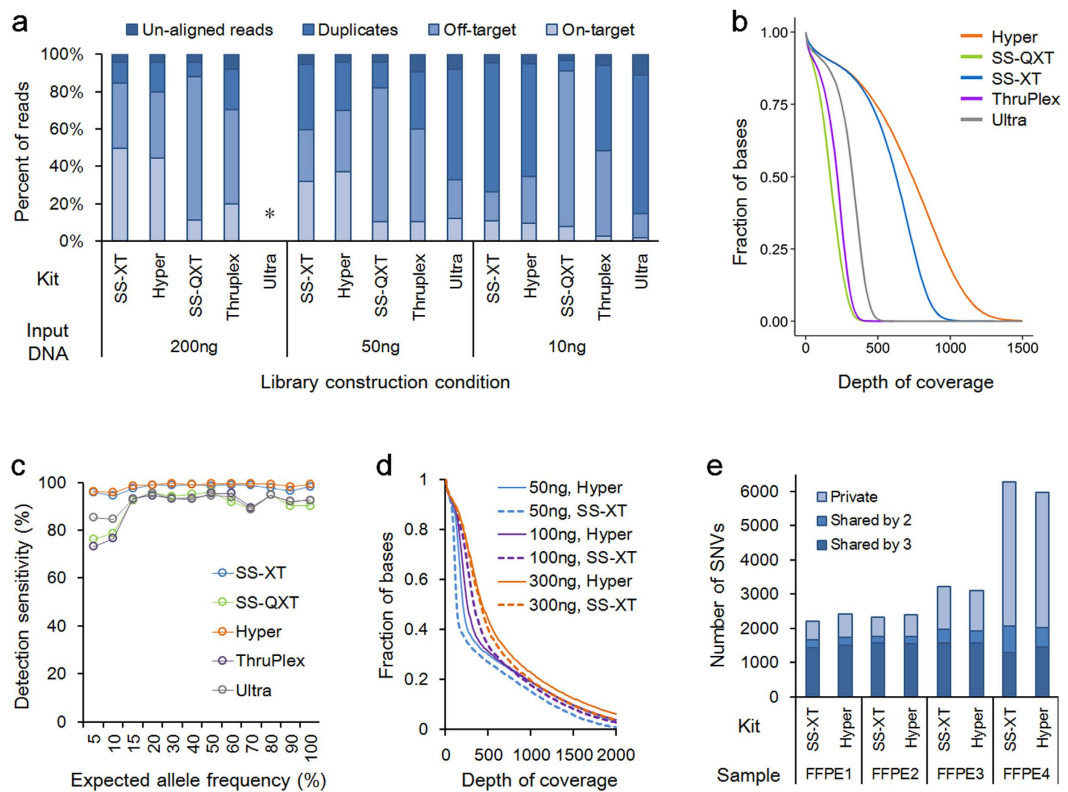 a
Un-aligned reads Duplicates Off-target On-target
100%
80%
60%
40%
20%
0%
Percent of reads
*
Kit
SS-XT Hyper SS-QXT Thruplex Ultra SS-XT Hyper SS-QXT Thruplex Ultra SS-XT Hyper SS-QXT Thruplex Ultra
Input
DNA
200ng 50ng 10ng
Library construction condition
b
1.00
0.75
0.50
0.25
0.00
Fraction of bases
Hyper
SS-QXT
SS-XT
ThruPlex
Ultra
0 500 1000 1500
Depth of coverage
c
100
80
60
40
20
0
Detection sensitivity (%)
SS-XT
SS-QXT
Hyper
ThruPlex
Ultra
5 10 15 20 30 40 50 60 70 80 90 100
Expected allele frequency (%)
d
1
0.8
0.6
0.4
0.2
0
Fraction of bases
50ng, Hyper
50ng, SS-XT
100ng, Hyper
100ng, SS-XT
300ng, Hyper
300ng, SS-XT
0 500 1000 1500 2000
Depth of coverage
e
6000
5000
4000
3000
2000
1000
0
Number of SNVs
Private
Shared by 2
Shared by 3
Kit
SS-XT Hyper SS-XT Hyper SS-XT Hyper SS-XT Hyper
Sample FFPE1 FFPE2 FFPE3 FFPE4